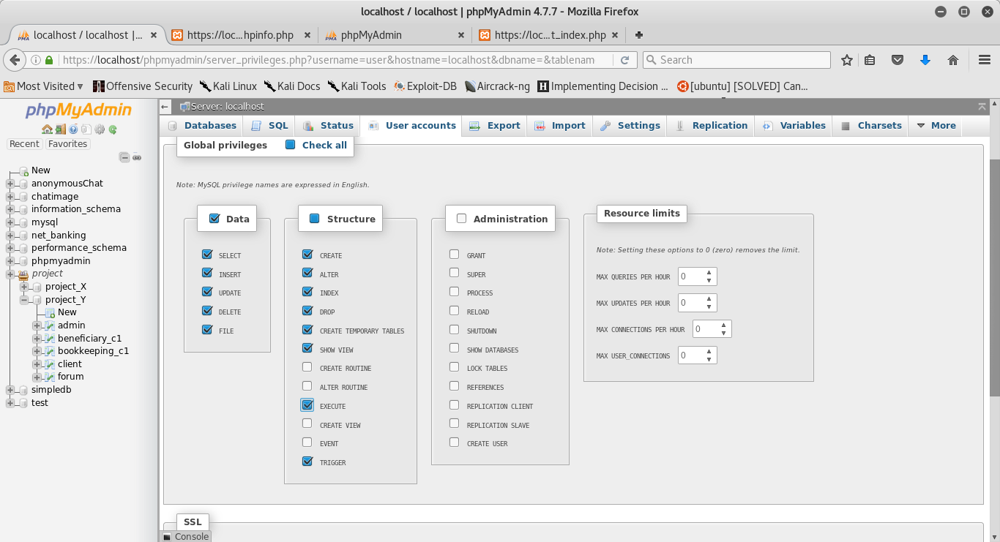 localhost / localhost | phpMyAdmin 4.7.7 - Mozilla Firefox
localhost / localhost |... https://loc...hpinfo.php phpMyAdmin https://loc...t_index.php
https://localhost/phpmyadmin/server_privileges.php?username=user&hostname=localhost&dbname=&tablenam Search
Most Visited Offensive Security Kali Linux Kali Docs Kali Tools Exploit-DB Aircrack-ng Implementing Decision ... [ubuntu] [SOLVED] Can...
phpMyAdmin
Recent Favorites
New
anonymousChat
chatimage
information_schema
mysql
net_banking
performance_schema
phpmyadmin
project
project_X
project_Y
New
admin
beneficiary_c1
bookkeeping_c1
client
forum
simpledb
test
Server: localhost
Databases SQL Status User accounts Export Import Settings Replication Variables Charsets More
Global privileges Check all
Note: MySQL privilege names are expressed in English.
Data
SELECT
INSERT
UPDATE
DELETE
FILE
Structure
CREATE
ALTER
INDEX
DROP
CREATE TEMPORARY TABLES
SHOW VIEW
CREATE ROUTINE
ALTER ROUTINE
EXECUTE
CREATE VIEW
EVENT
TRIGGER
Administration
GRANT
SUPER
PROCESS
RELOAD
SHUTDOWN
SHOW DATABASES
LOCK TABLES
REFERENCES
REPLICATION CLIENT
REPLICATION SLAVE
CREATE USER
Resource limits
Note: Setting these options to 0 (zero) removes the limit.
MAX QUERIES PER HOUR 0
MAX UPDATES PER HOUR 0
MAX CONNECTIONS PER HOUR 0
MAX USER_CONNECTIONS 0
SSL
Console